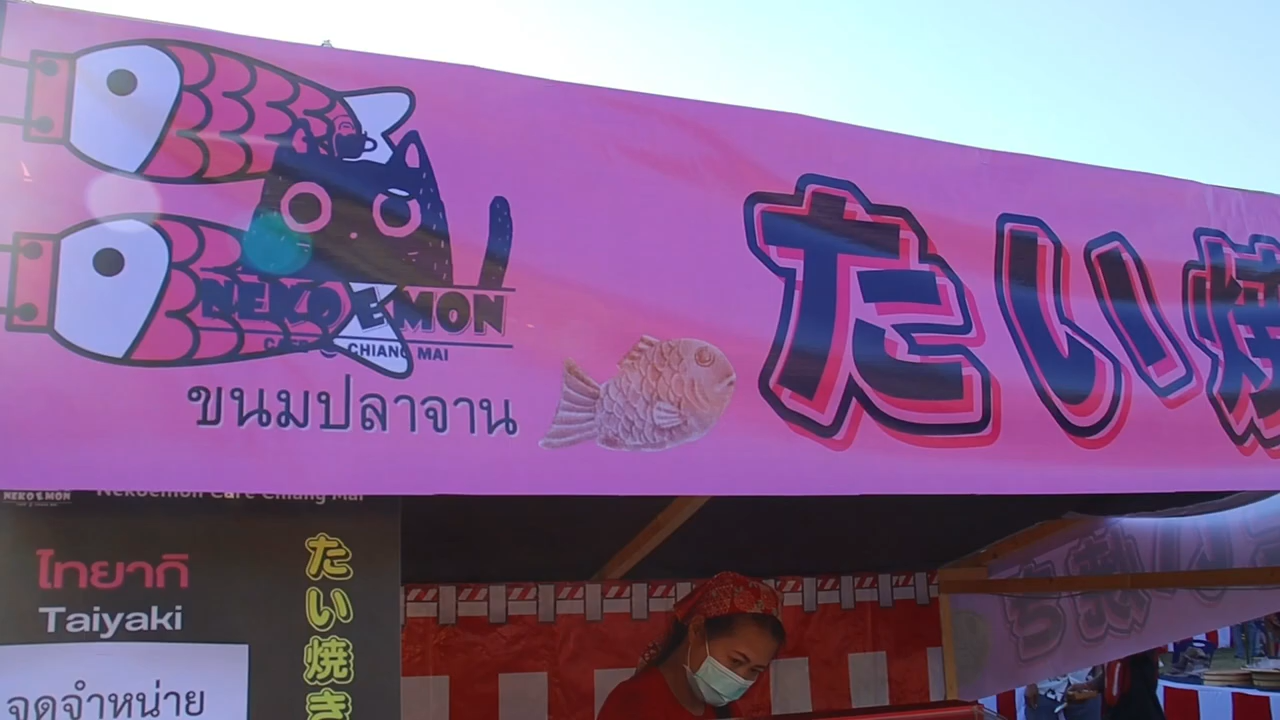 NEKOEMON
CAFE @ CHIANG MAI
ขนมปลาจาน
たい焼
NEKOEMON
Nekoemon Cafe Chiang Mai
ไทยากิ
Taiyaki
จุดจำหน่าย
たい焼き